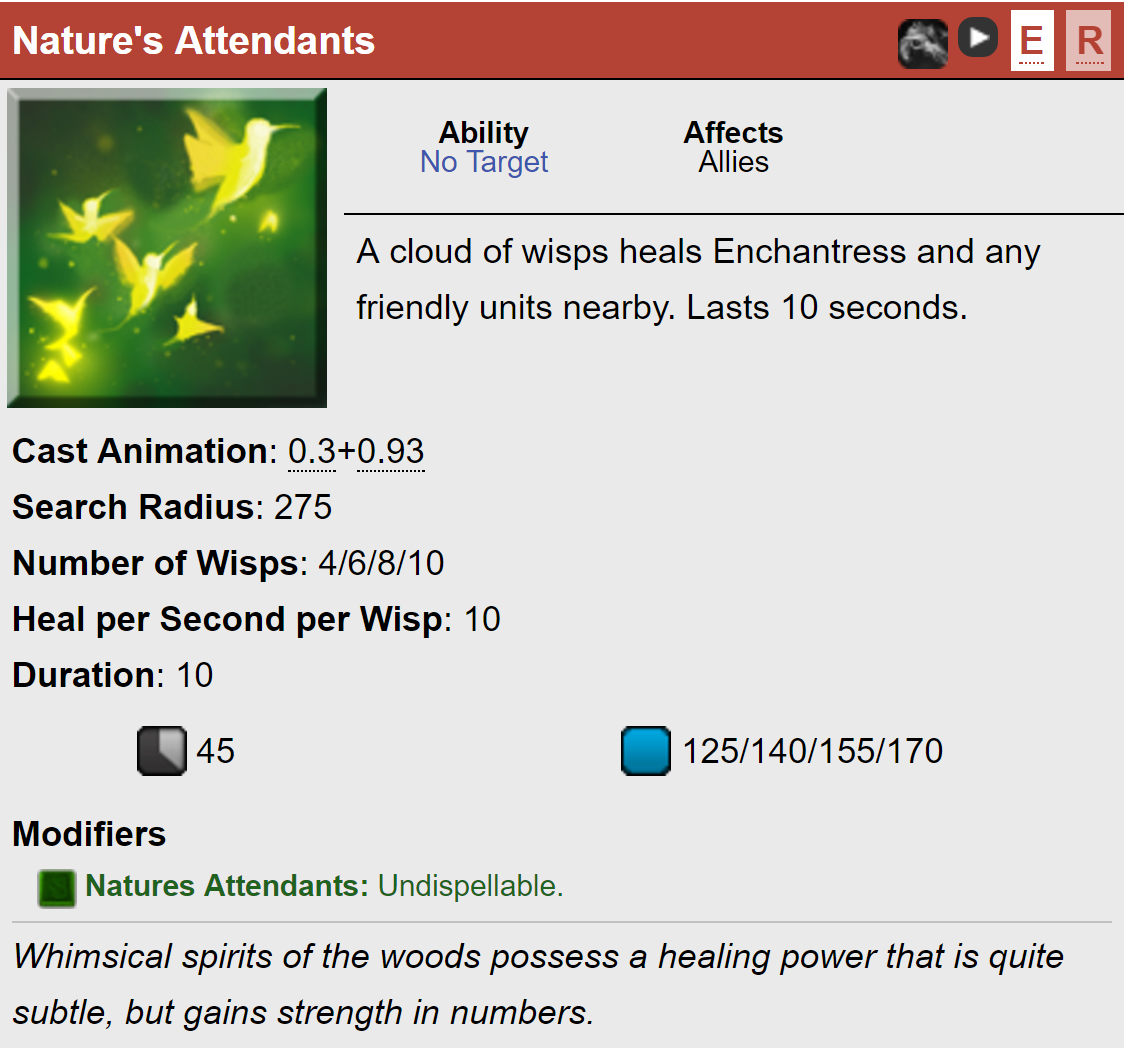 Nature's Attendants
E R
Ability
No Target
Affects
Allies
A cloud of wisps heals Enchantress and any
friendly units nearby. Lasts 10 seconds.
Cast Animation: 0.3+0.93
Search Radius: 275
Number of Wisps: 4/6/8/10
Heal per Second per Wisp: 10
Duration: 10
45
125/140/155/170
Modifiers
Natures Attendants: Undispellable.
Whimsical spirits of the woods possess a healing power that is quite
subtle, but gains strength in numbers.